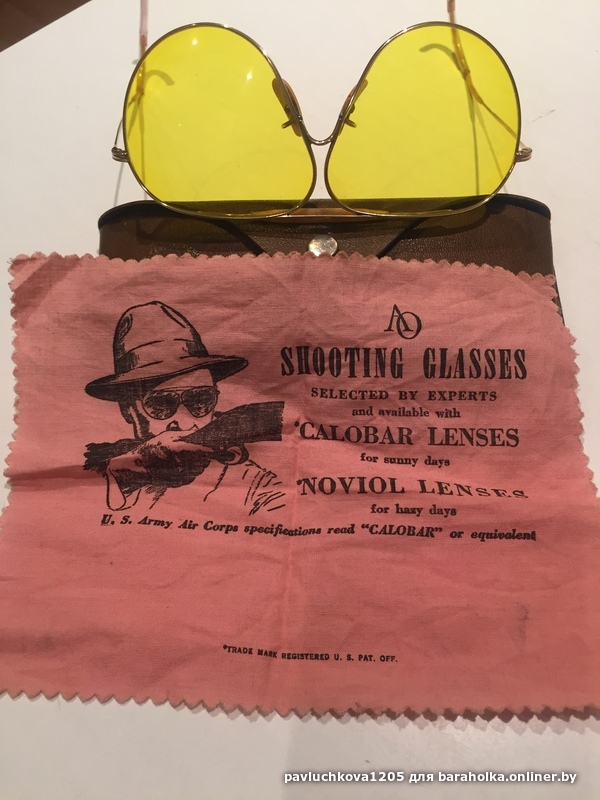 AO
SHOOTING GLASSES
SELECTED BY EXPERTS
and available with
*CALOBAR LENSES
for sunny days
*NOVIOL LENSES
for hazy days
U. S. Army Air Corps specifications read "CALOBAR" or equivalent
*TRADE MARK REGISTERED U. S. PAT. OFF.
pavluchkova1205 для baraholka.onliner.by